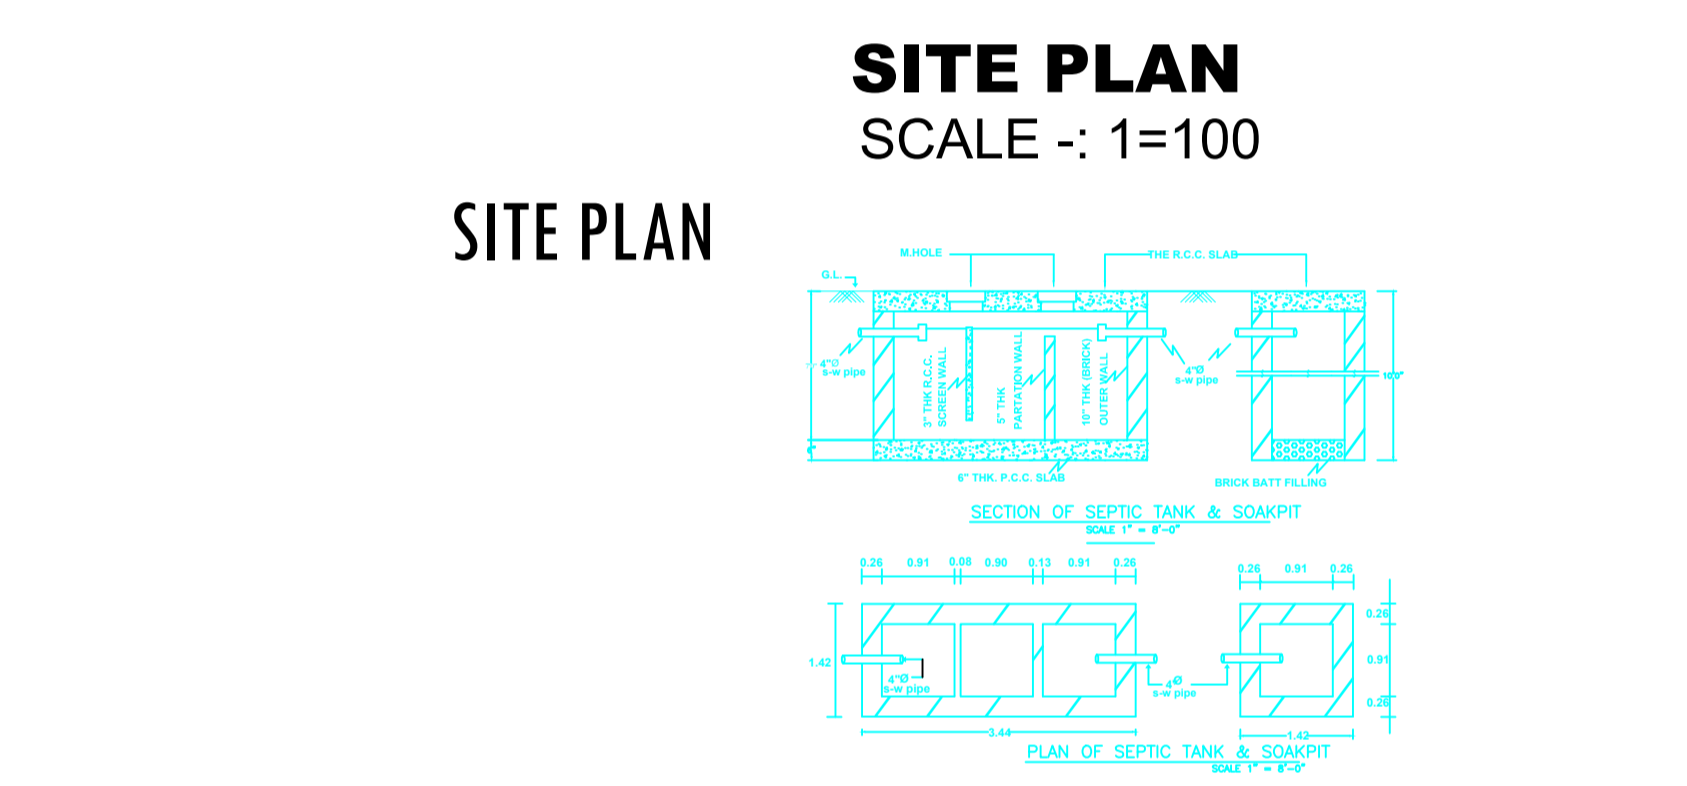 SITE PLAN
SCALE -: 1=100
SITE PLAN
M.HOLE
THE R.C.C. SLAB
G.L.
4"Ø
s-w pipe
3" THK R.C.C.
SCREEN WALL
5" THK
PARTATION WALL
10" THK (BRICK)
OUTER WALL
4"Ø
s-w pipe
10'0"
6" THK. P.C.C. SLAB
BRICK BATT FILLING
SECTION OF SEPTIC TANK & SOAKPIT
SCALE 1" = 8'-0"
0.26 0.91 0.08 0.90 0.13 0.91 0.26
0.26 0.91 0.26
0.26
1.42
0.91
4"Ø
s-w pipe
4"Ø
s-w pipe
0.26
3.44
1.42
PLAN OF SEPTIC TANK & SOAKPIT
SCALE 1" = 8'-0"